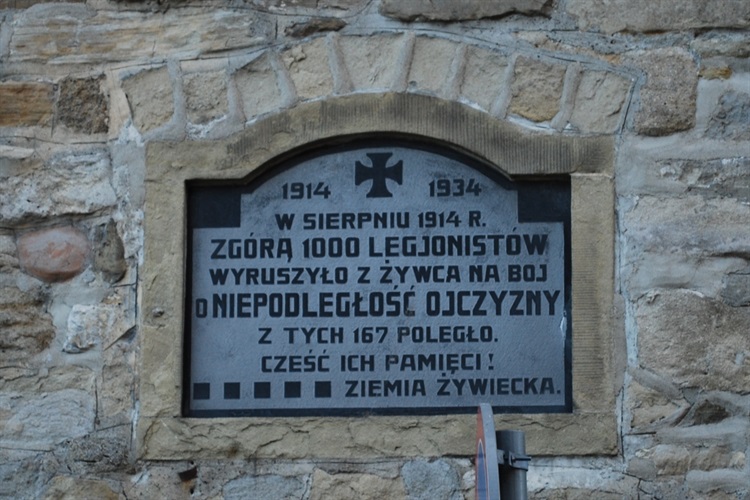 1914 1934
W SIERPNIU 1914 R.
ZGÓRĄ 1000 LEGJONISTÓW
WYRUSZYŁO Z ŻYWCA NA BOJ
O NIEPODLEGŁOŚĆ OJCZYZNY
Z TYCH 167 POLEGŁO.
CZEŚĆ ICH PAMIĘCI!
ZIEMIA ŻYWIECKA.